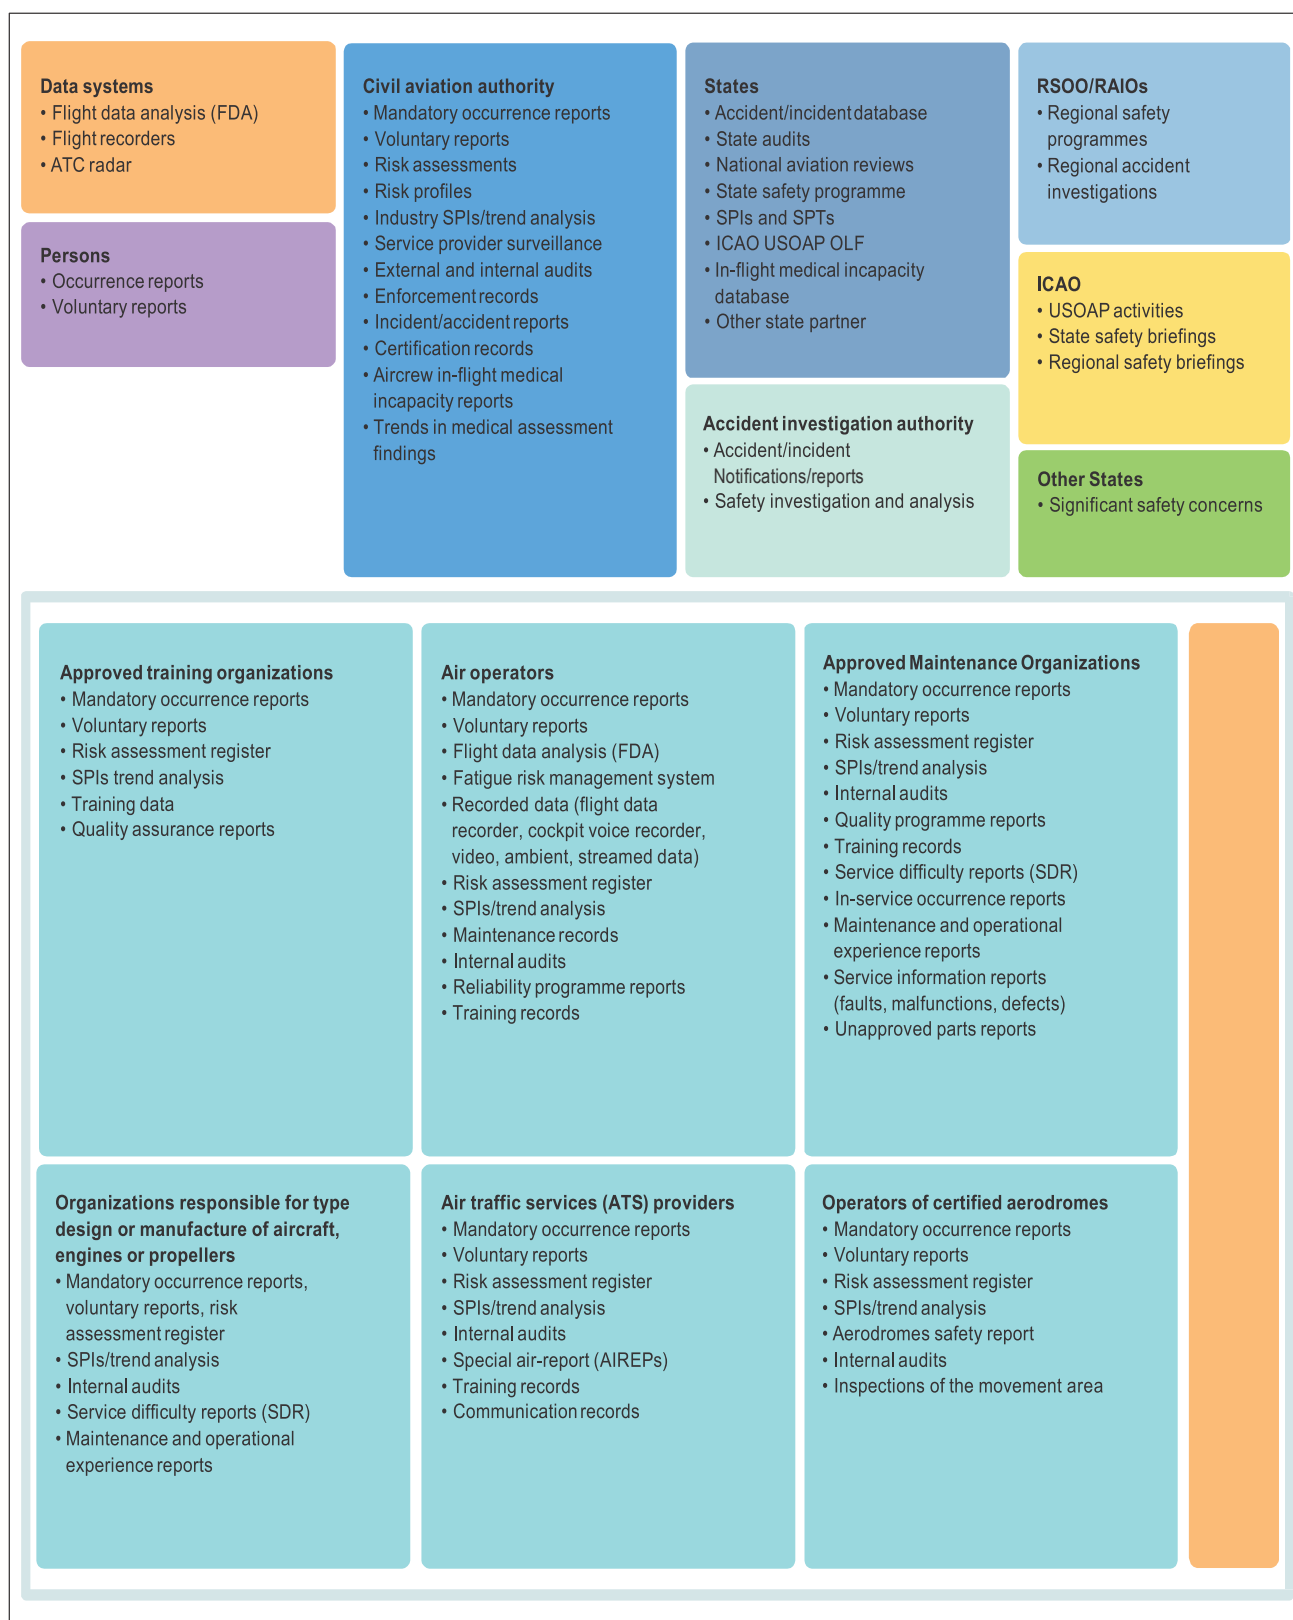 Data systems
• Flight data analysis (FDA)
• Flight recorders
• ATC radar
Persons
• Occurrence reports
• Voluntary reports
Civil aviation authority
• Mandatory occurrence reports
• Voluntary reports
• Risk assessments
• Risk profiles
• Industry SPIs/trend analysis
• Service provider surveillance
• External and internal audits
• Enforcement records
• Incident/accident reports
• Certification records
• Aircrew in-flight medical
incapacity reports
• Trends in medical assessment
findings
States
• Accident/incident database
• State audits
• National aviation reviews
• State safety programme
• SPIs and SPTs
• ICAO USOAP OLF
• In-flight medical incapacity
database
• Other state partner
Accident investigation authority
• Accident/incident
Notifications/reports
• Safety investigation and analysis
RSOO/RAIOs
• Regional safety
programmes
• Regional accident
investigations
ICAO
• USOAP activities
• State safety briefings
• Regional safety briefings
Other States
• Significant safety concerns
Approved training organizations
• Mandatory occurrence reports
• Voluntary reports
• Risk assessment register
• SPIs trend analysis
• Training data
• Quality assurance reports
Air operators
• Mandatory occurrence reports
• Voluntary reports
• Flight data analysis (FDA)
• Fatigue risk management system
• Recorded data (flight data
recorder, cockpit voice recorder,
video, ambient, streamed data)
• Risk assessment register
• SPIs/trend analysis
• Maintenance records
• Internal audits
• Reliability programme reports
• Training records
Approved Maintenance Organizations
• Mandatory occurrence reports
• Voluntary reports
• Risk assessment register
• SPIs/trend analysis
• Internal audits
• Quality programme reports
• Training records
• Service difficulty reports (SDR)
• In-service occurrence reports
• Maintenance and operational
experience reports
• Service information reports
(faults, malfunctions, defects)
• Unapproved parts reports
Organizations responsible for type
design or manufacture of aircraft,
engines or propellers
• Mandatory occurrence reports,
voluntary reports, risk
assessment register
• SPIs/trend analysis
• Internal audits
• Service difficulty reports (SDR)
• Maintenance and operational
experience reports
Air traffic services (ATS) providers
• Mandatory occurrence reports
• Voluntary reports
• Risk assessment register
• SPIs/trend analysis
• Internal audits
• Special air-report (AIREPs)
• Training records
• Communication records
Operators of certified aerodromes
• Mandatory occurrence reports
• Voluntary reports
• Risk assessment register
• SPIs/trend analysis
• Aerodromes safety report
• Internal audits
• Inspections of the movement area